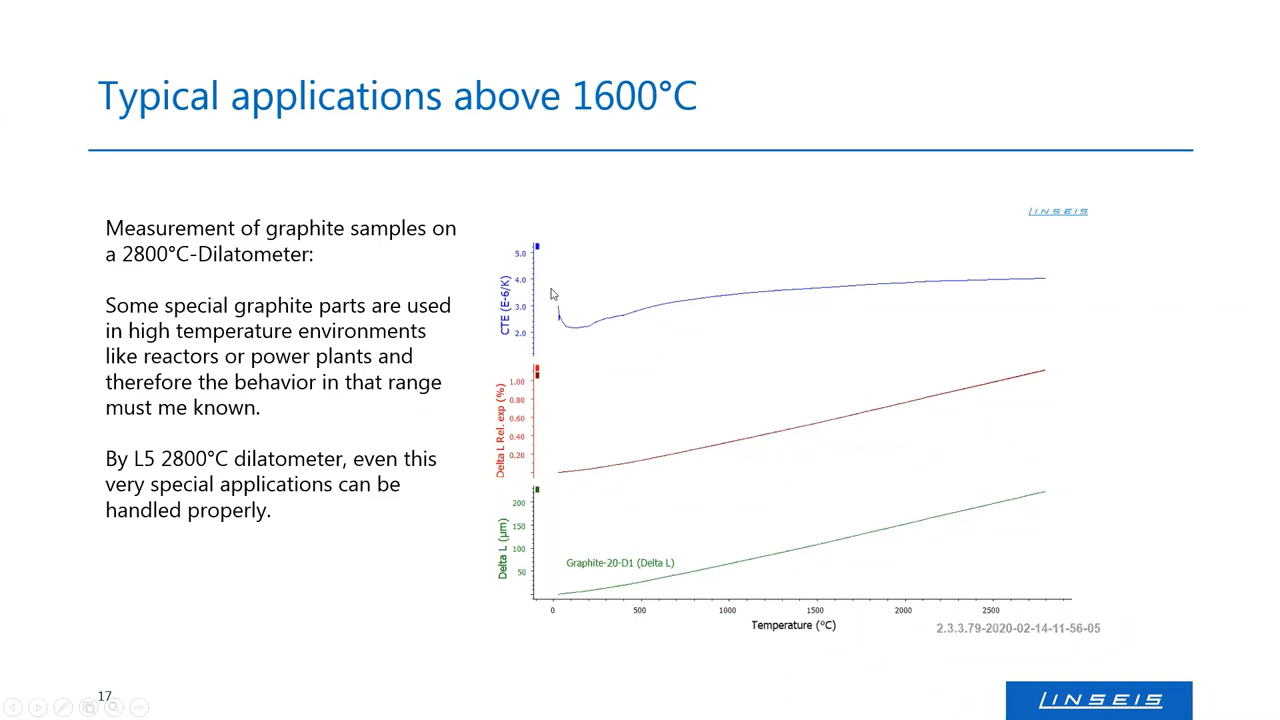 Typical applications above 1600°C
Measurement of graphite samples on
a 2800°C-Dilatometer:
Some special graphite parts are used
in high temperature environments
like reactors or power plants and
therefore the behavior in that range
must me known.
By L5 2800°C dilatometer, even this
very special applications can be
handled properly.
LINSEIS
CTE (E-6/K)
5.0
4.0
3.0
2.0
Delta L Rel. exp (%)
1.00
0.80
0.60
0.40
0.20
Delta L (µm)
200
150
100
50
Graphite-20-D1 (Delta L)
0 500 1000 1500 2000 2500
Temperature (°C)
2.3.3.79-2020-02-14-11-56-05
17
LINSEIS